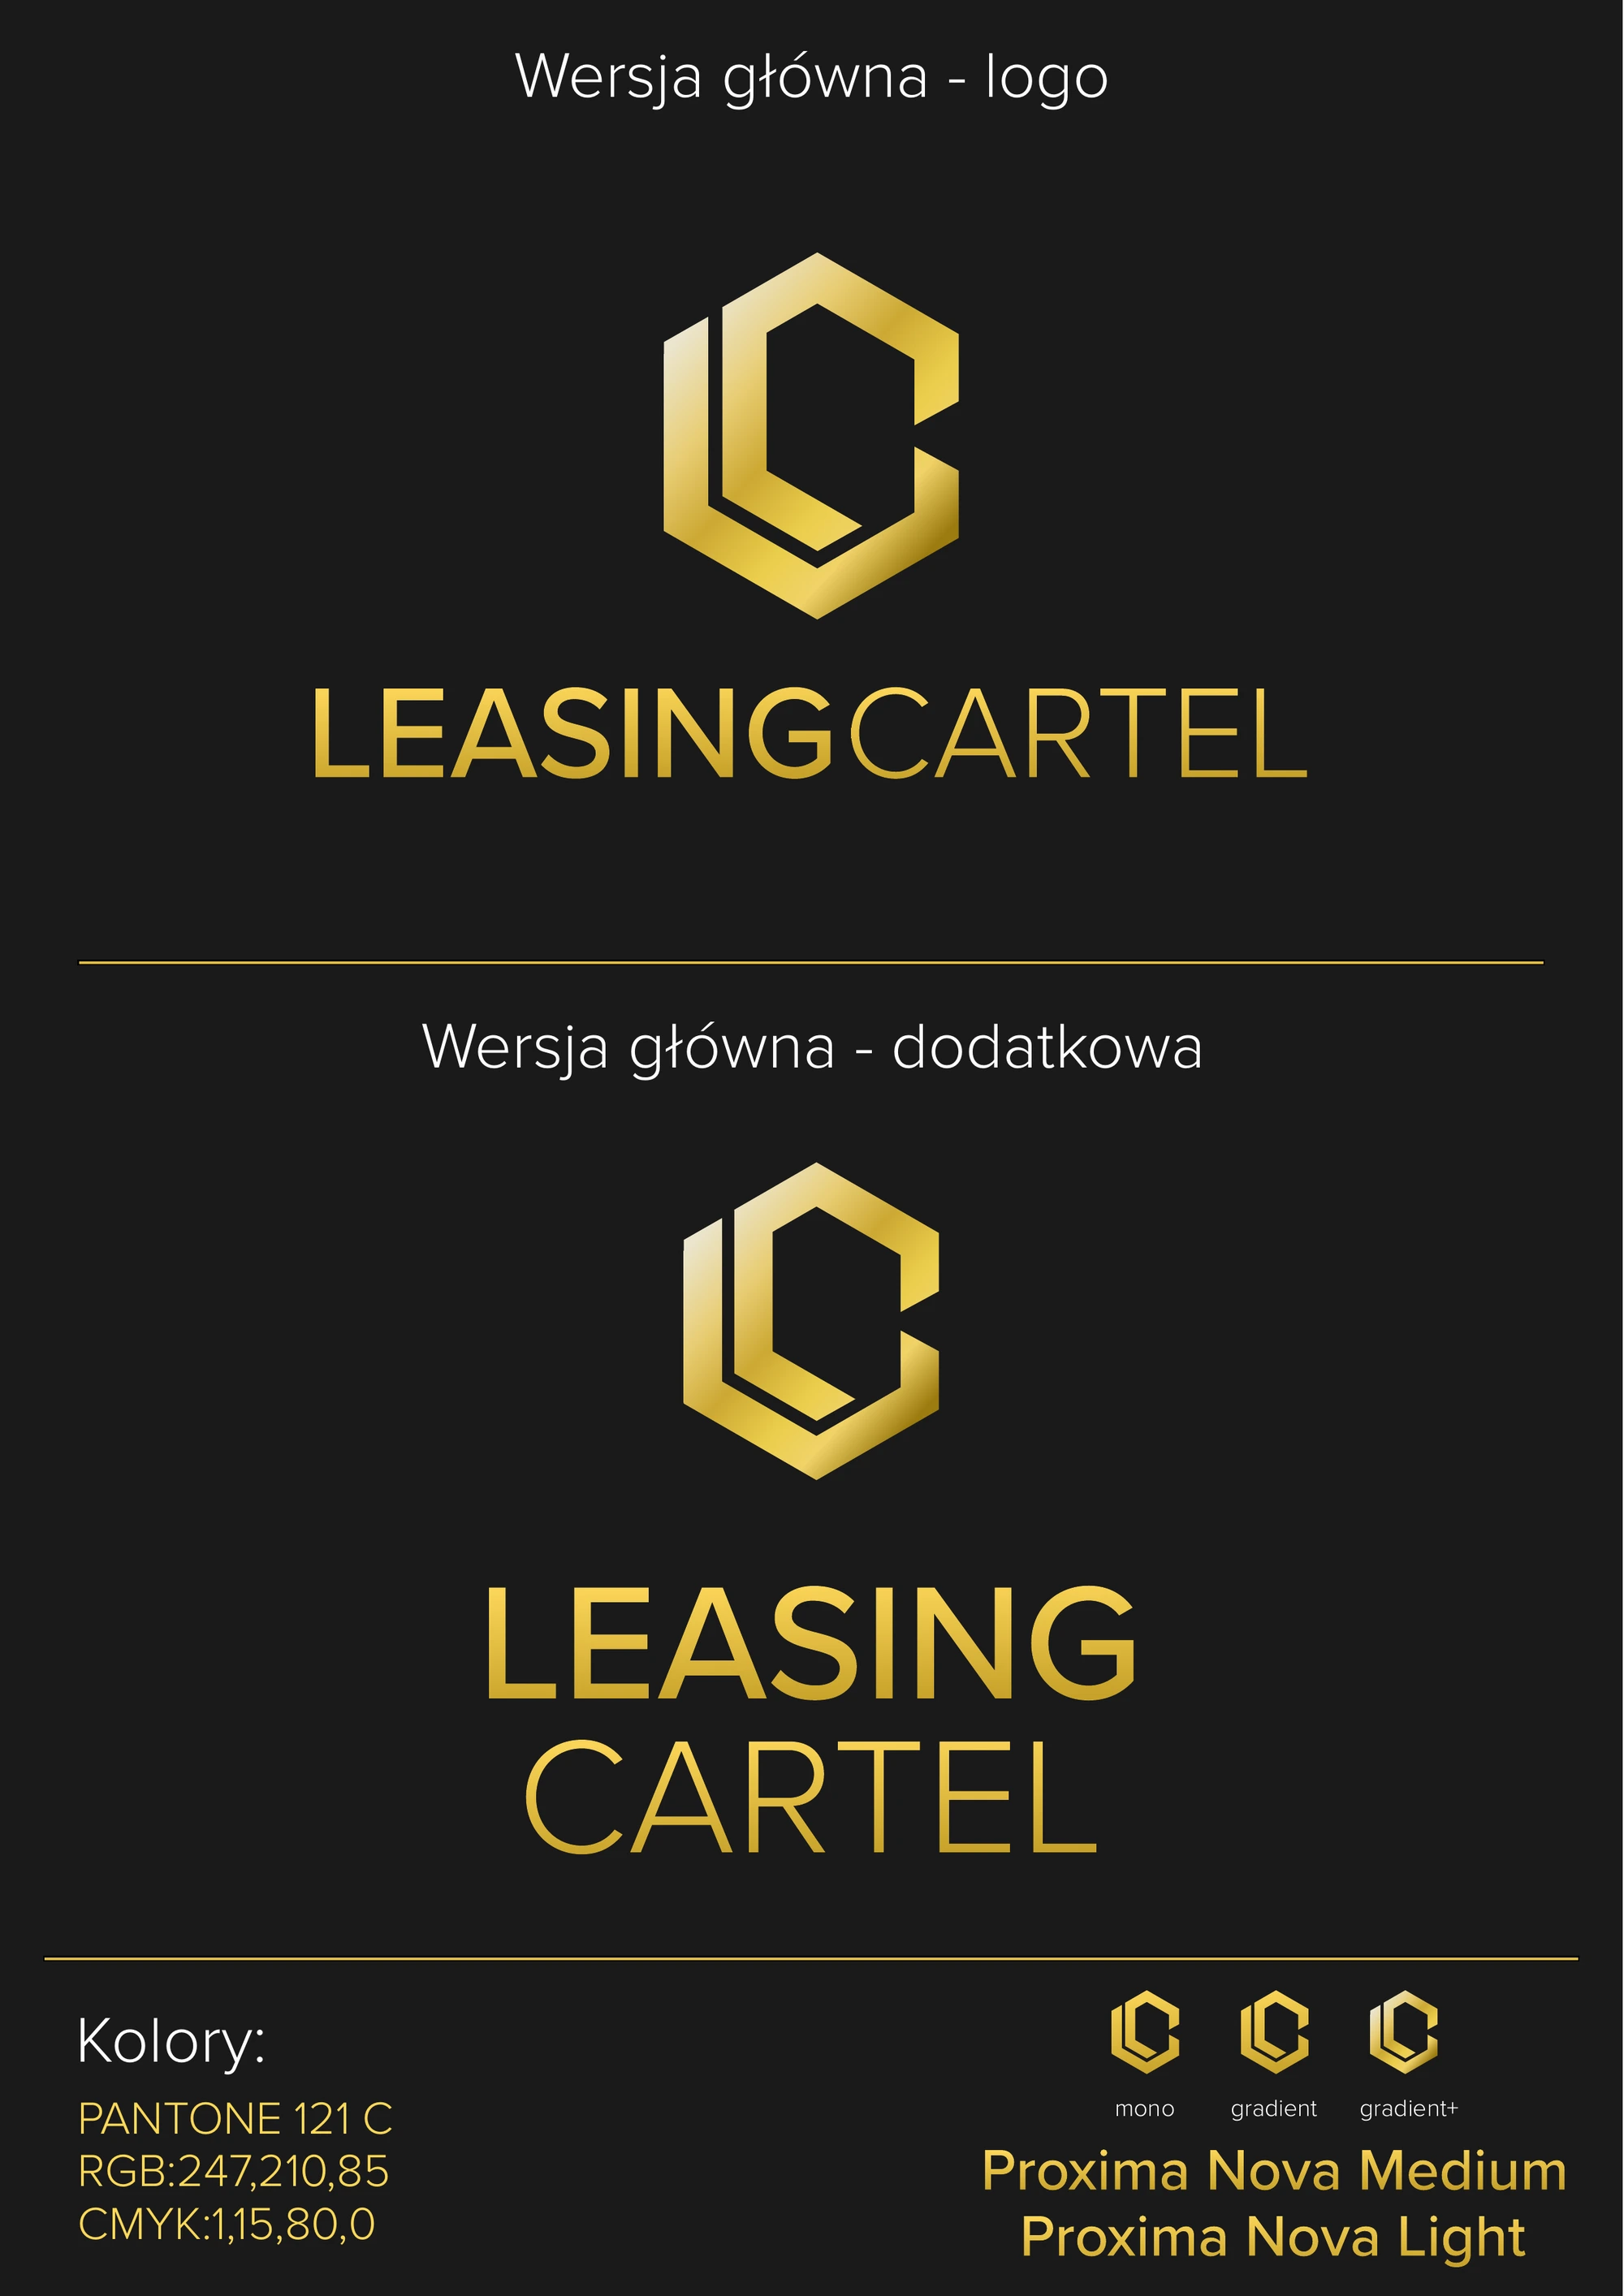 Wersja główna - logo
LEASINGCARTEL
Wersja główna - dodatkowa
LEASING
CARTEL
Kolory:
PANTONE 121 C
RGB:247,210,85
CMYK:1,15,80,0
mono gradient gradient+
Proxima Nova Medium
Proxima Nova Light